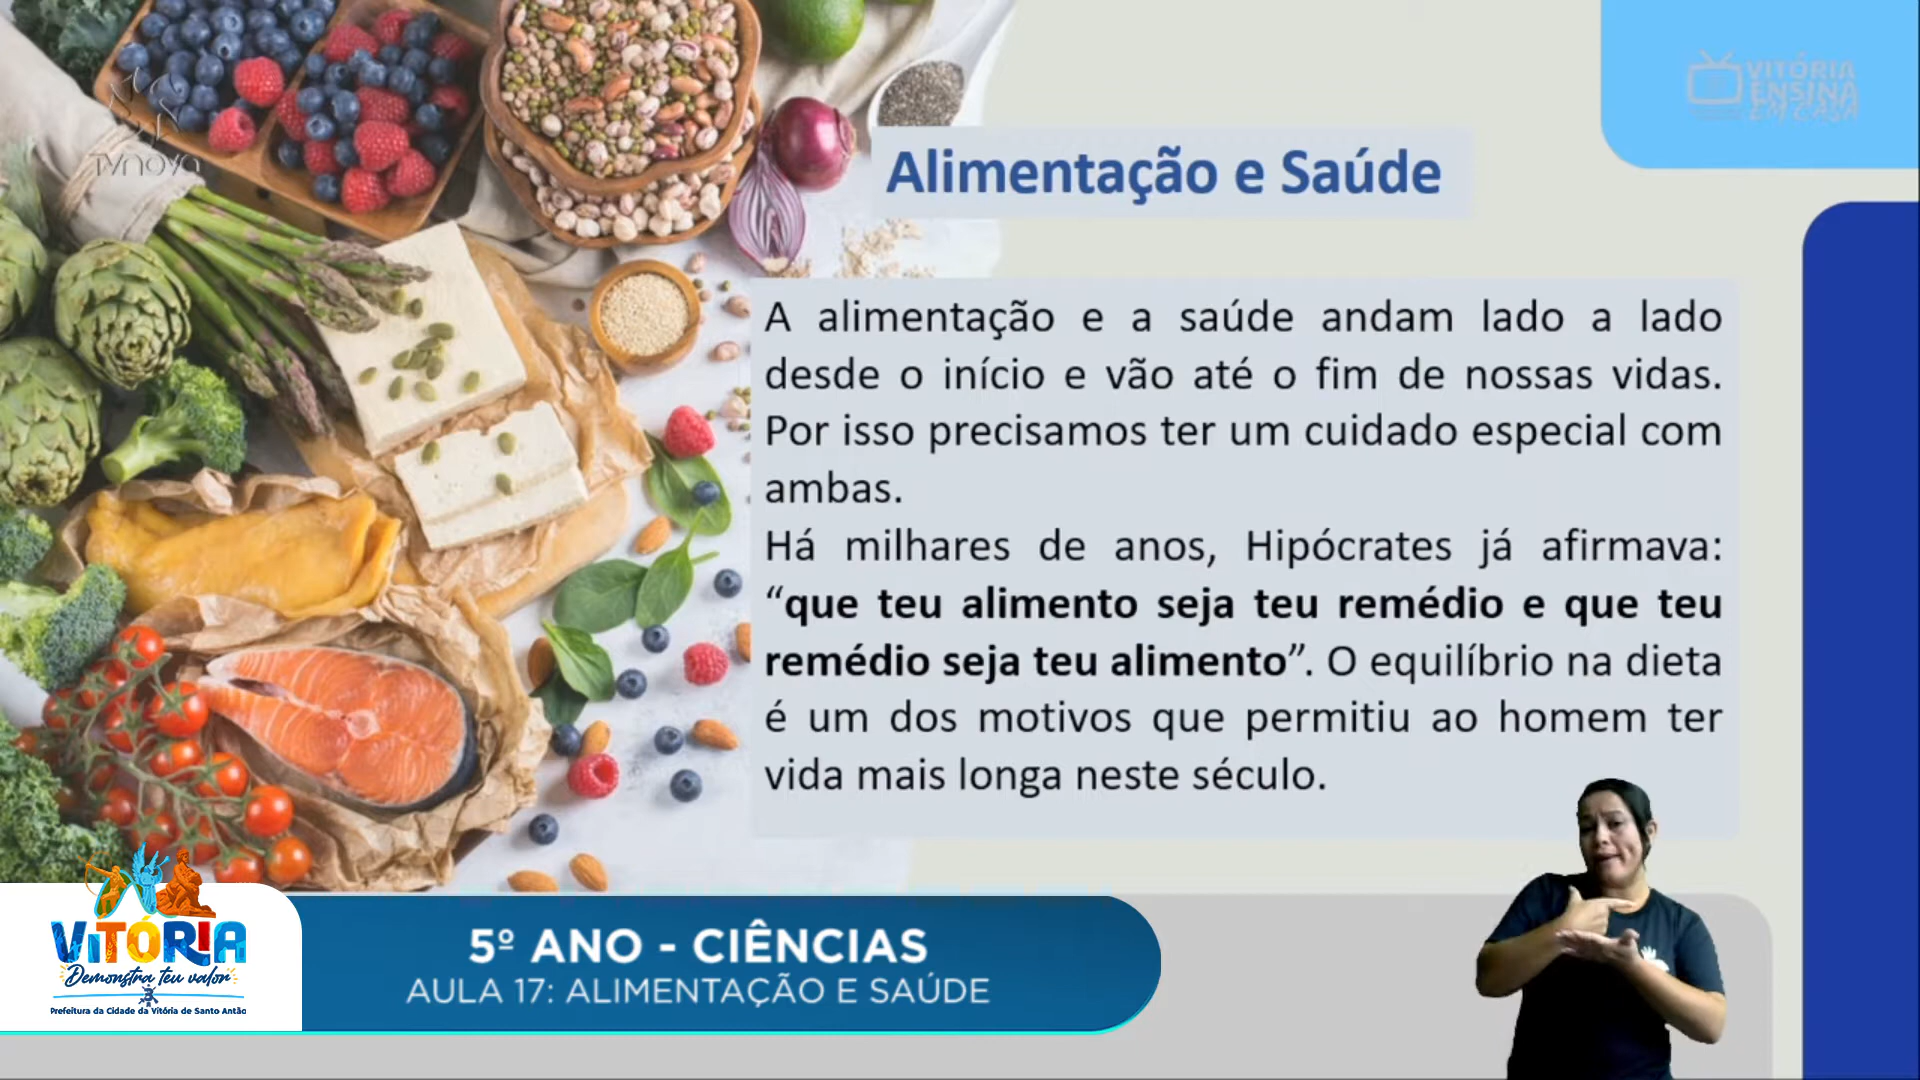 TVNOVA
VITÓRIA
ENSINA
EM CASA
Alimentação e Saúde
A alimentação e a saúde andam lado a lado
desde o início e vão até o fim de nossas vidas.
Por isso precisamos ter um cuidado especial com
ambas.
Há milhares de anos, Hipócrates já afirmava:
“que teu alimento seja teu remédio e que teu
remédio seja teu alimento”. O equilíbrio na dieta
é um dos motivos que permitiu ao homem ter
vida mais longa neste século.
VITÓRIA
Demonstra teu valor
Prefeitura da Cidade da Vitória de Santo Antão
5º ANO - CIÊNCIAS
AULA 17: ALIMENTAÇÃO E SAÚDE